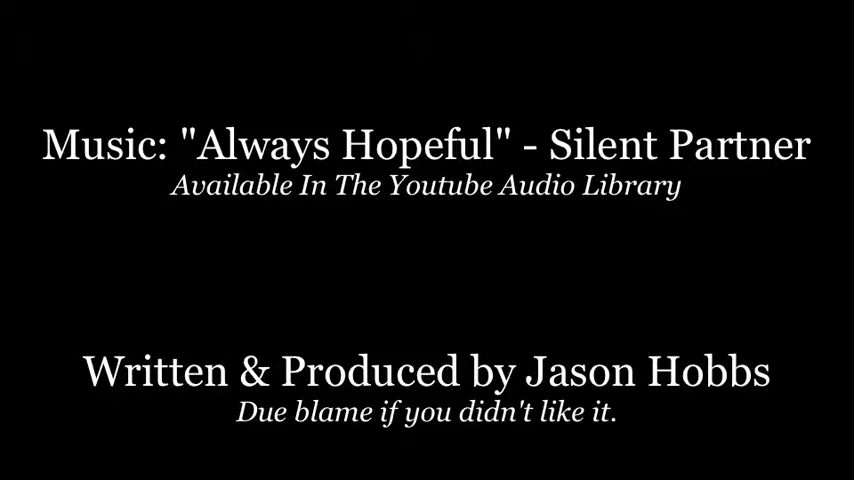 Music: "Always Hopeful" - Silent Partner
Available In The Youtube Audio Library
Written & Produced by Jason Hobbs
Due blame if you didn't like it.